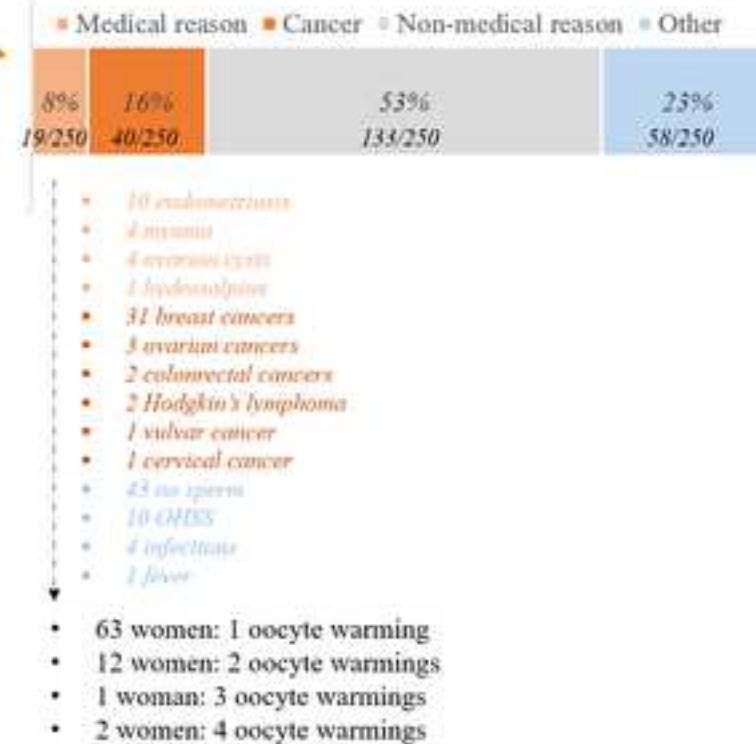 Medical reason Cancer Non-medical reason Other
8% 16% 53% 23%
19/250 40/250 133/250 58/250
10 endometriosis
4 myoma
4 ovarian cysts
1 hydrosalpinx
31 breast cancers
3 ovarian cancers
2 colonrectal cancers
2 Hodgkin's lymphoma
1 vulvar cancer
1 cervical cancer
43 no sperm
10 OHSS
4 infections
1 fever
63 women: 1 oocyte warming
12 women: 2 oocyte warmings
1 woman: 3 oocyte warmings
2 women: 4 oocyte warmings